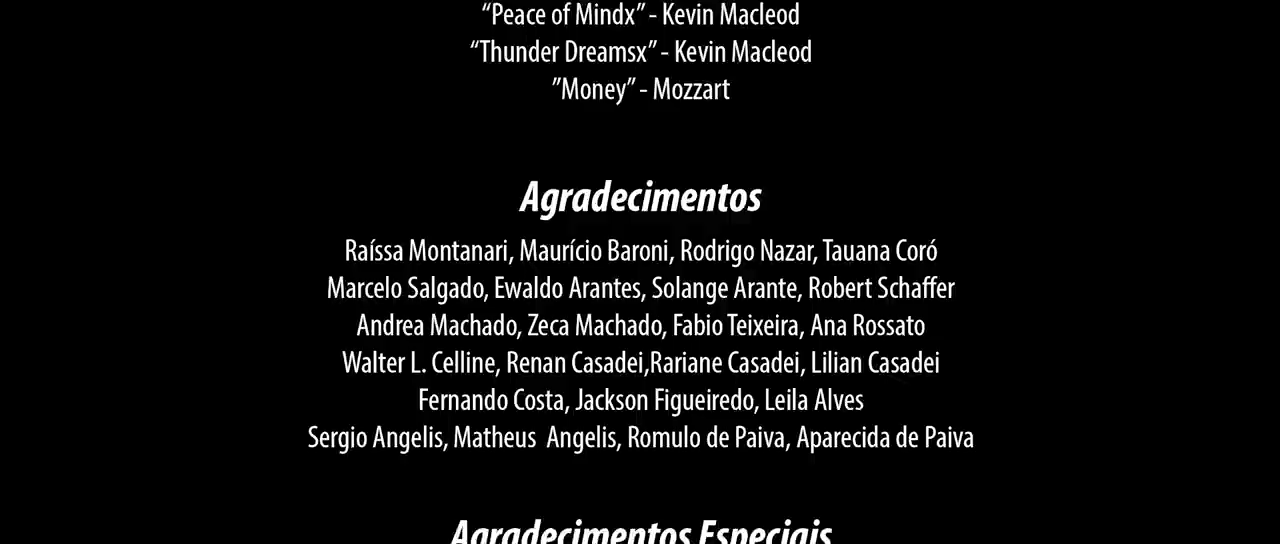 “Peace of Mindx” - Kevin Macleod
“Thunder Dreamsx” - Kevin Macleod
”Money” - Mozzart
Agradecimentos
Raíssa Montanari, Maurício Baroni, Rodrigo Nazar, Tauana Coró
Marcelo Salgado, Ewaldo Arantes, Solange Arante, Robert Schaffer
Andrea Machado, Zeca Machado, Fabio Teixeira, Ana Rossato
Walter L. Celline, Renan Casadei,Rariane Casadei, Lilian Casadei
Fernando Costa, Jackson Figueiredo, Leila Alves
Sergio Angelis, Matheus  Angelis, Romulo de Paiva, Aparecida de Paiva
Agradecimentos Especiais